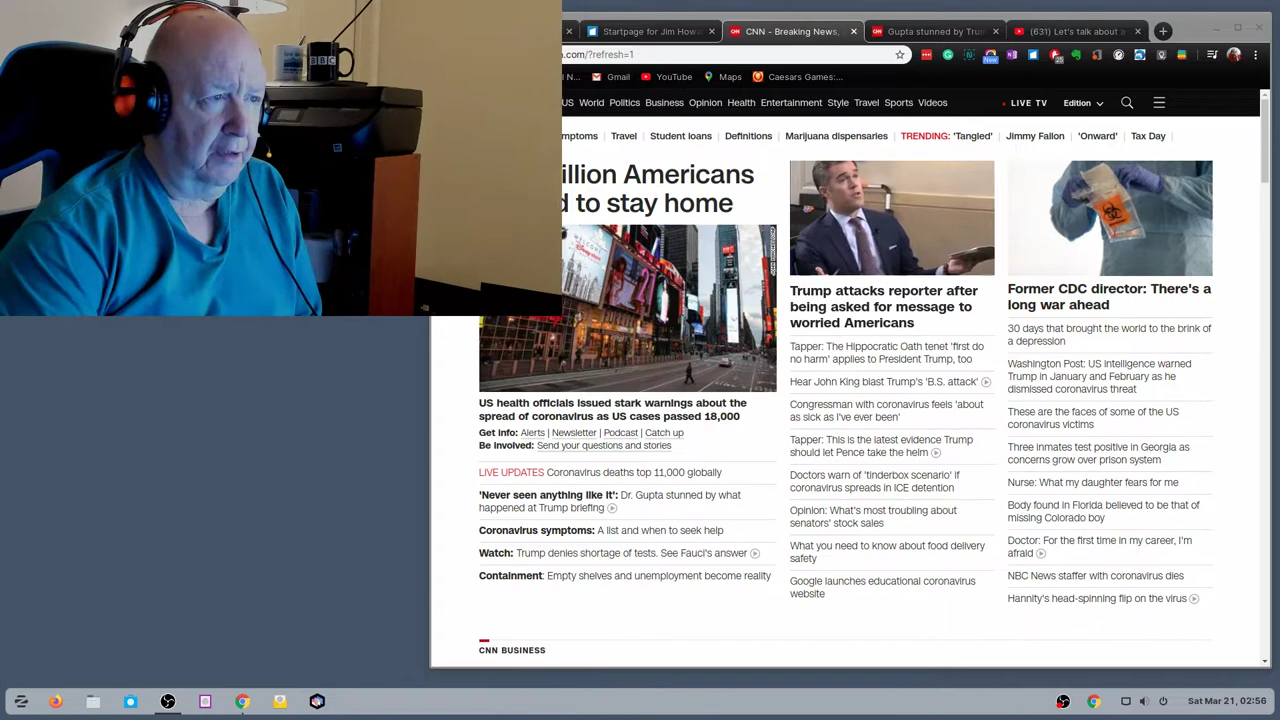 BBC
Startpage for Jim Howa
CNN - Breaking News,
Gupta stunned by Tru
(631) Let's talk about a
.com/?refresh=1
New
25
Gmail
YouTube
Maps
Caesars Games:...
US World Politics Business Opinion Health Entertainment Style Travel Sports Videos
LIVE TV
Edition
mptoms
Travel
Student loans
Definitions
Marijuana dispensaries
TRENDING: 'Tangled'
Jimmy Fallon
'Onward'
Tax Day
illion Americans
d to stay home
US health officials issued stark warnings about the
spread of coronavirus as US cases passed 18,000
Get info: Alerts | Newsletter | Podcast | Catch up
Be involved: Send your questions and stories
LIVE UPDATES Coronavirus deaths top 11,000 globally
'Never seen anything like it': Dr. Gupta stunned by what
happened at Trump briefing
Coronavirus symptoms: A list and when to seek help
Watch: Trump denies shortage of tests. See Fauci's answer
Containment: Empty shelves and unemployment become reality
CNN BUSINESS
Trump attacks reporter after
being asked for message to
worried Americans
Tapper: The Hippocratic Oath tenet 'first do
no harm' applies to President Trump, too
Hear John King blast Trump's 'B.S. attack'
Congressman with coronavirus feels 'about
as sick as I've ever been'
Tapper: This is the latest evidence Trump
should let Pence take the helm
Doctors warn of 'tinderbox scenario' if
coronavirus spreads in ICE detention
Opinion: What's most troubling about
senators' stock sales
What you need to know about food delivery
safety
Google launches educational coronavirus
website
Former CDC director: There's a
long war ahead
30 days that brought the world to the brink of
a depression
Washington Post: US intelligence warned
Trump in January and February as he
dismissed coronavirus threat
These are the faces of some of the US
coronavirus victims
Three inmates test positive in Georgia as
concerns grow over prison system
Nurse: What my daughter fears for me
Body found in Florida believed to be that of
missing Colorado boy
Doctor: For the first time in my career, I'm
afraid
NBC News staffer with coronavirus dies
Hannity's head-spinning flip on the virus
Sat Mar 21, 02:56